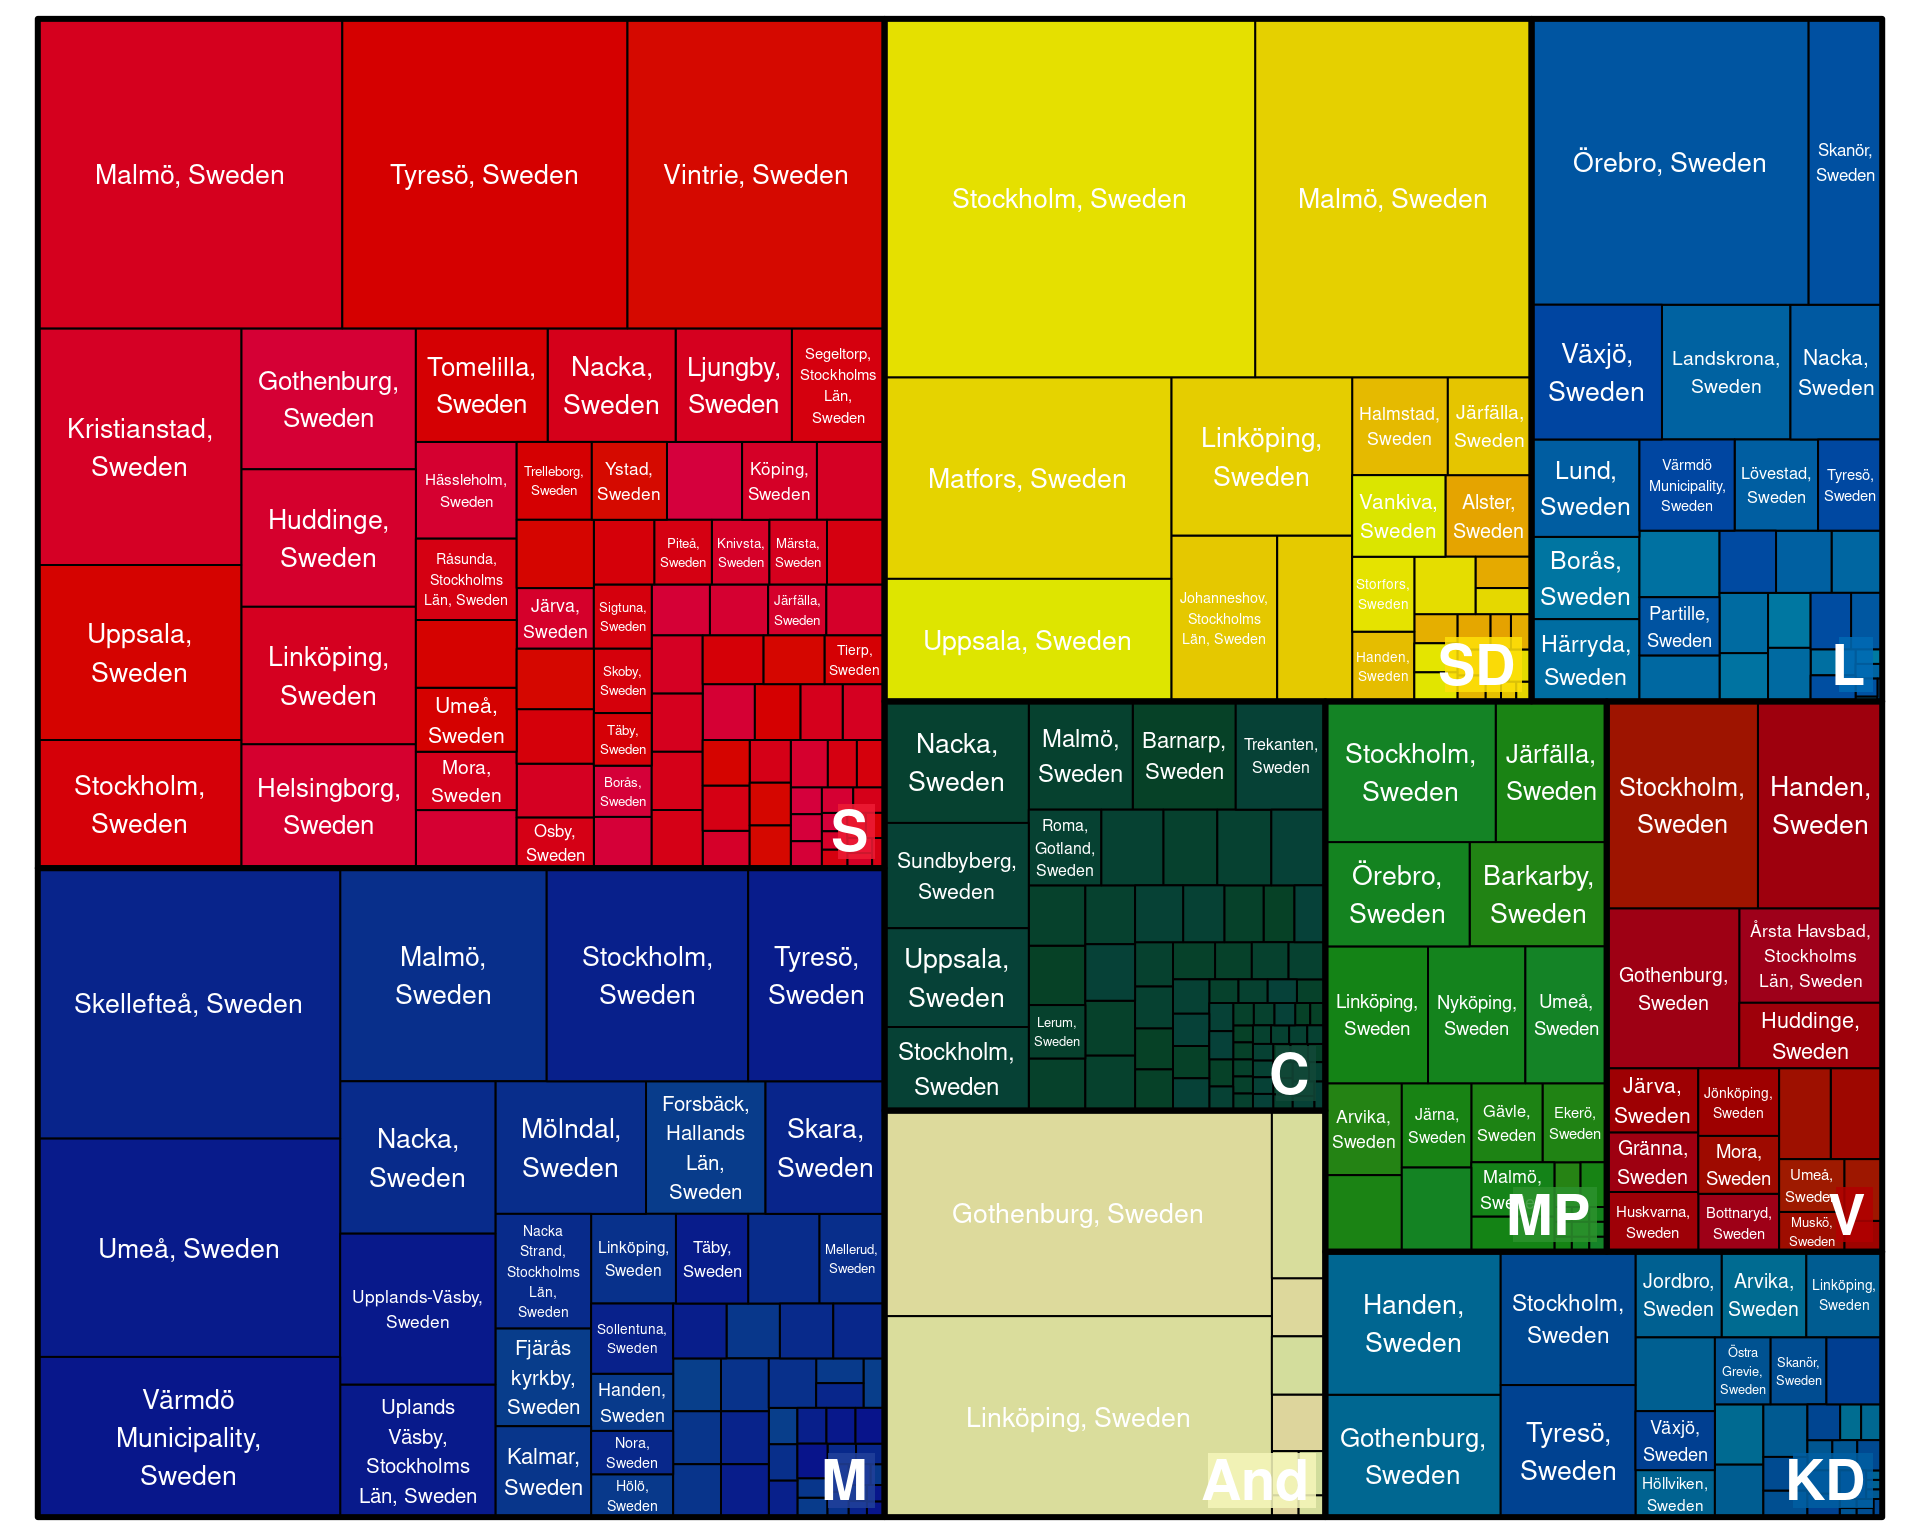 Malmö, Sweden
Tyresö, Sweden
Vintrie, Sweden
Kristianstad,
Sweden
Uppsala,
Sweden
Stockholm,
Sweden
Gothenburg,
Sweden
Huddinge,
Sweden
Linköping,
Sweden
Helsingborg,
Sweden
Tomelilla,
Sweden
Nacka,
Sweden
Ljungby,
Sweden
Segeltorp,
Stockholms
Län,
Sweden
Hässleholm,
Sweden
Råsunda,
Stockholms
Län, Sweden
Umeå,
Sweden
Mora,
Sweden
Trelleborg,
Sweden
Ystad,
Sweden
Köping,
Sweden
Piteå,
Sweden
Knivsta,
Sweden
Märsta,
Sweden
Järva,
Sweden
Sigtuna,
Sweden
Järfälla,
Sweden
Skoby,
Sweden
Tierp,
Sweden
Täby,
Sweden
Borås,
Sweden
Osby,
Sweden
S
Stockholm, Sweden
Malmö, Sweden
Matfors, Sweden
Uppsala, Sweden
Linköping,
Sweden
Johanneshov,
Stockholms
Län, Sweden
Halmstad,
Sweden
Järfälla,
Sweden
Vankiva,
Sweden
Alster,
Sweden
Storfors,
Sweden
Handen,
Sweden
SD
Örebro, Sweden
Skanör,
Sweden
Växjö,
Sweden
Landskrona,
Sweden
Nacka,
Sweden
Lund,
Sweden
Värmdö
Municipality,
Sweden
Lövestad,
Sweden
Tyresö,
Sweden
Borås,
Sweden
Partille,
Sweden
Härryda,
Sweden
L
Skellefteå, Sweden
Umeå, Sweden
Värmdö
Municipality,
Sweden
Malmö,
Sweden
Stockholm,
Sweden
Tyresö,
Sweden
Nacka,
Sweden
Upplands-Väsby,
Sweden
Uplands
Väsby,
Stockholms
Län, Sweden
Mölndal,
Sweden
Forsbäck,
Hallands
Län,
Sweden
Skara,
Sweden
Nacka
Strand,
Stockholms
Län,
Sweden
Fjärås
kyrkby,
Sweden
Kalmar,
Sweden
Linköping,
Sweden
Täby,
Sweden
Mellerud,
Sweden
Sollentuna,
Sweden
Handen,
Sweden
Nora,
Sweden
Hölö,
Sweden
M
Nacka,
Sweden
Sundbyberg,
Sweden
Uppsala,
Sweden
Stockholm,
Sweden
Malmö,
Sweden
Barnarp,
Sweden
Trekanten,
Sweden
Roma,
Gotland,
Sweden
Lerum,
Sweden
C
Gothenburg, Sweden
Linköping, Sweden
And
Stockholm,
Sweden
Järfälla,
Sweden
Örebro,
Sweden
Barkarby,
Sweden
Linköping,
Sweden
Nyköping,
Sweden
Umeå,
Sweden
Arvika,
Sweden
Järna,
Sweden
Gävle,
Sweden
Ekerö,
Sweden
Malmö,
Sweden
MP
Stockholm,
Sweden
Handen,
Sweden
Gothenburg,
Sweden
Årsta Havsbad,
Stockholms
Län, Sweden
Huddinge,
Sweden
Järva,
Sweden
Jönköping,
Sweden
Gränna,
Sweden
Mora,
Sweden
Huskvarna,
Sweden
Bottnaryd,
Sweden
Umeå,
Sweden
Muskö,
Sweden
V
Handen,
Sweden
Gothenburg,
Sweden
Stockholm,
Sweden
Tyresö,
Sweden
Jordbro,
Sweden
Arvika,
Sweden
Linköping,
Sweden
Östra
Grevie,
Sweden
Skanör,
Sweden
Växjö,
Sweden
Höllviken,
Sweden
KD